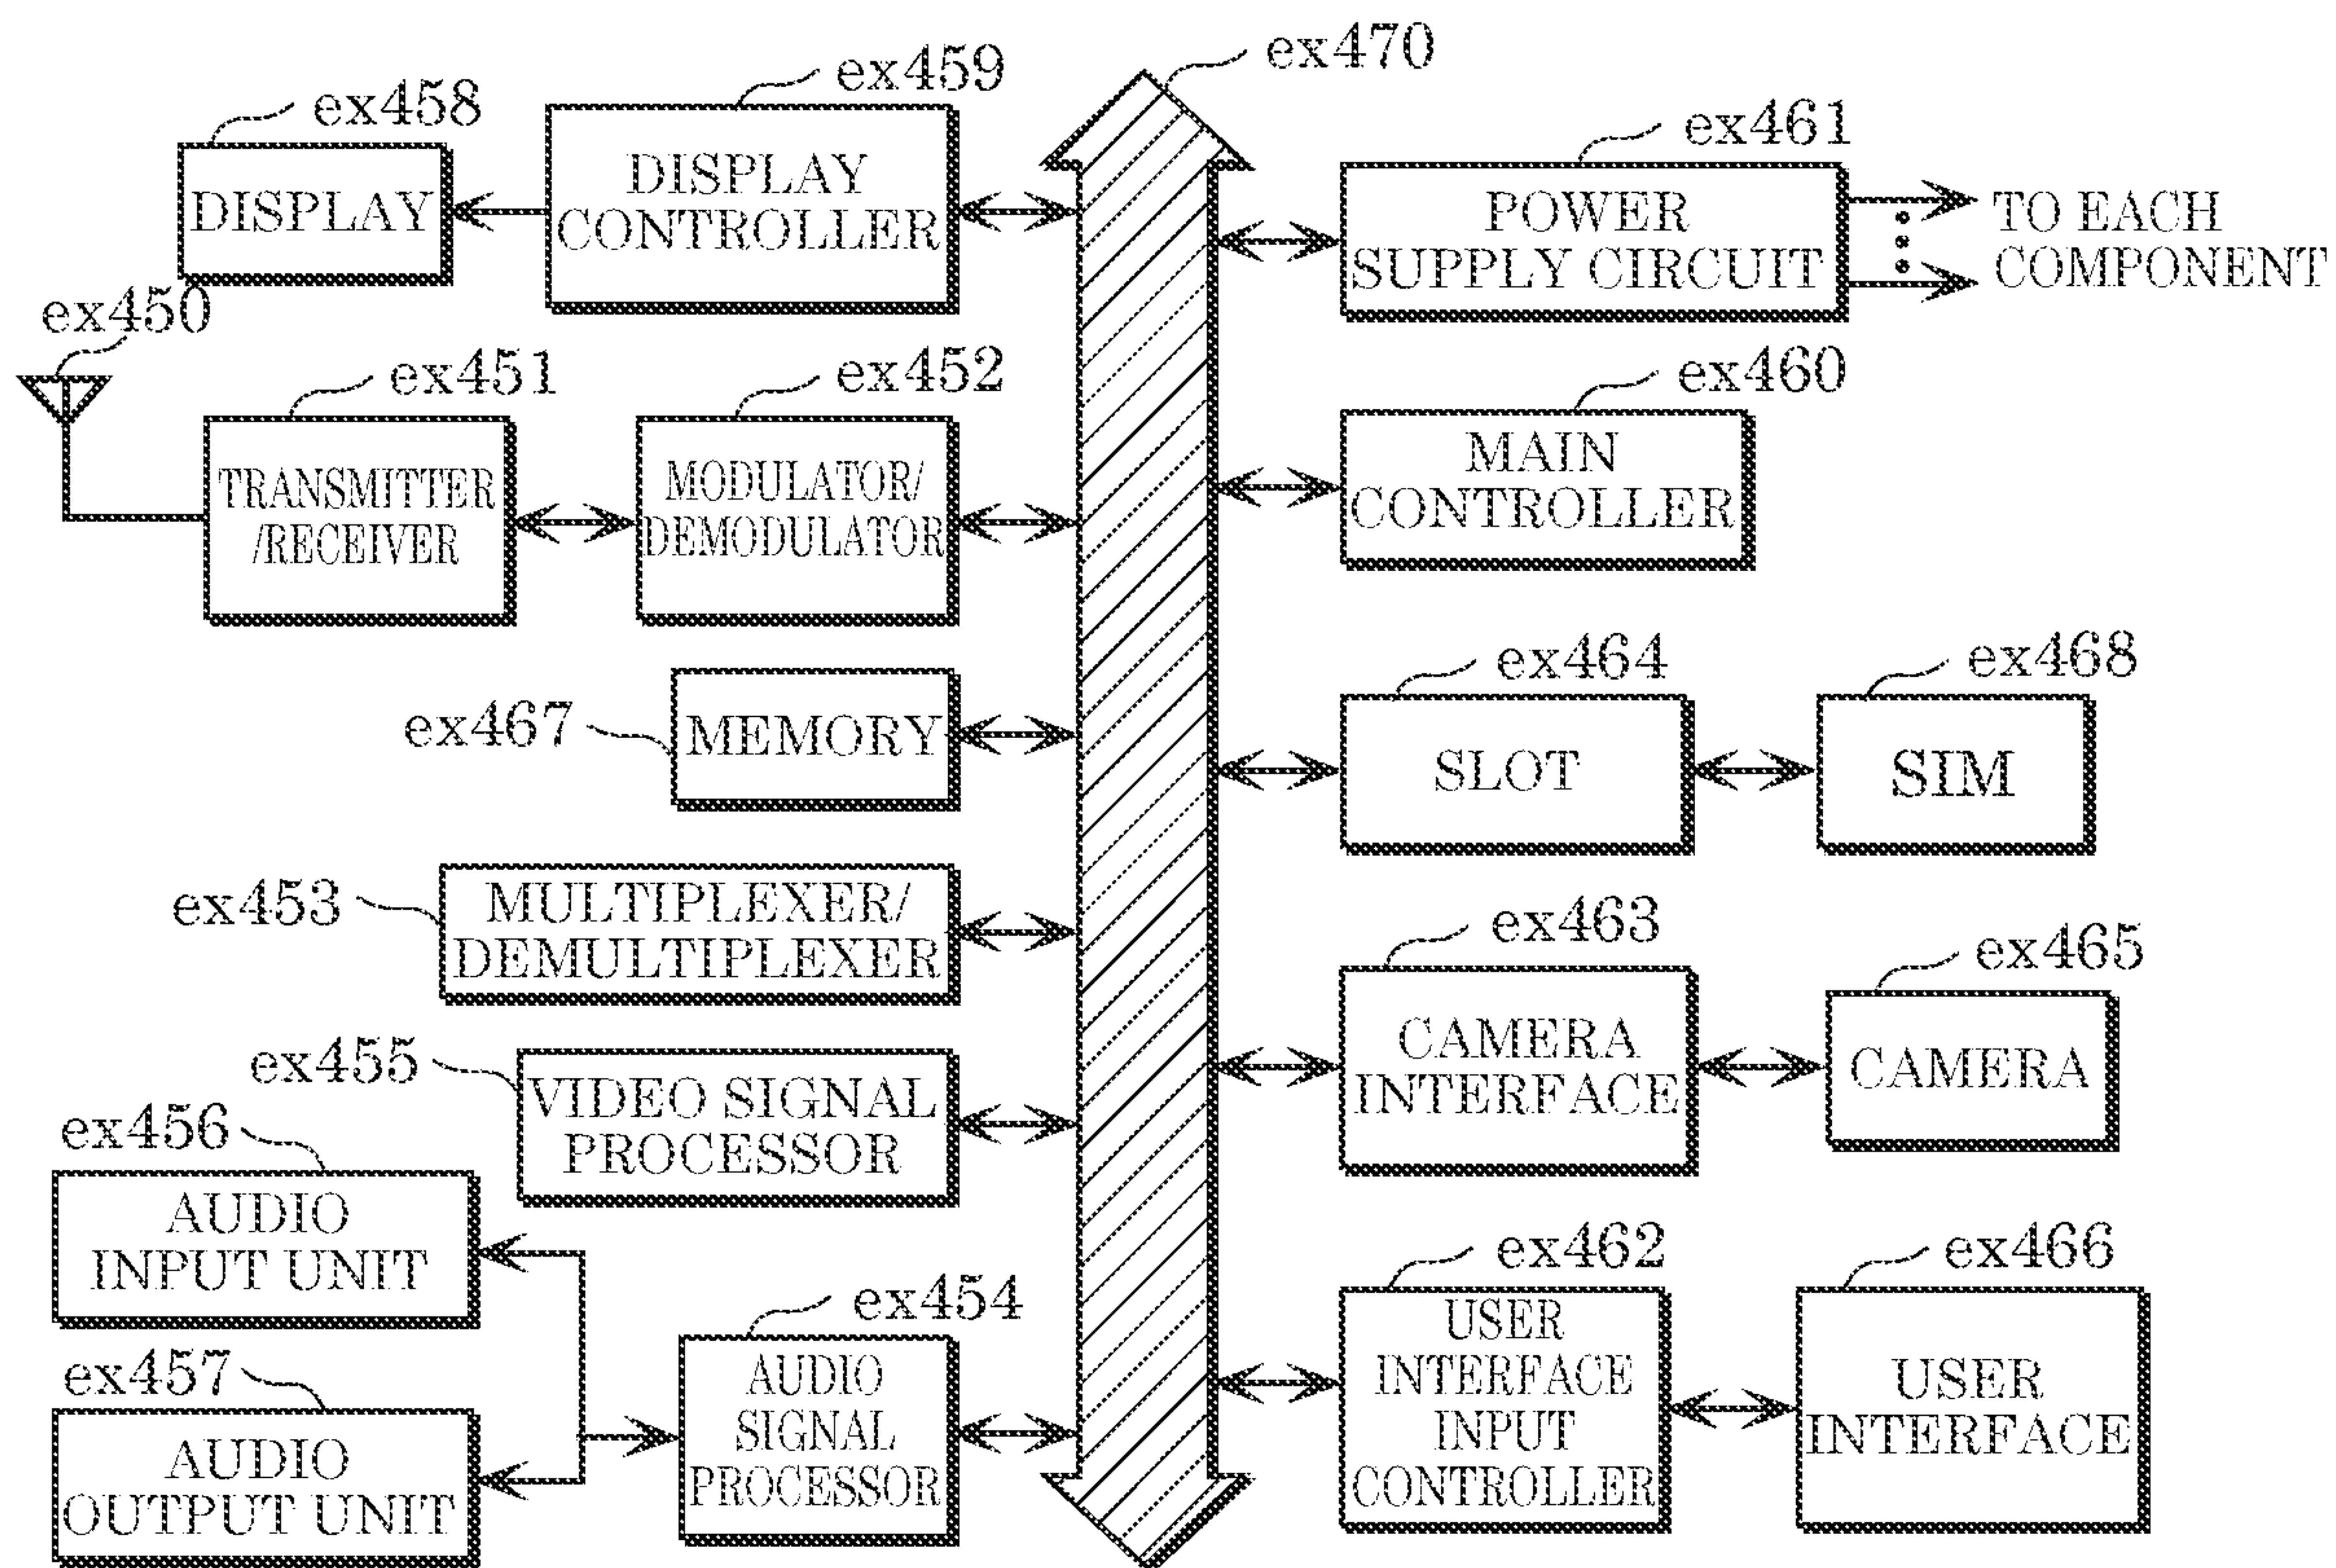 ex470
ex459
ex458
DISPLAY
DISPLAY
CONTROLLER
ex461
POWER
SUPPLY CIRCUIT
TO EACH
COMPONENT
ex450
ex451
TRANSMITTER
/RECEIVER
ex452
MODULATOR/
DEMODULATOR
ex460
MAIN
CONTROLLER
ex467
MEMORY
ex464
SLOT
ex468
SIM
ex453
MULTIPLEXER/
DEMULTIPLEXER
ex463
CAMERA
INTERFACE
ex465
CAMERA
ex455
VIDEO SIGNAL
PROCESSOR
ex456
AUDIO
INPUT UNIT
ex457
AUDIO
OUTPUT UNIT
ex454
AUDIO
SIGNAL
PROCESSOR
ex462
USER
INTERFACE
INPUT
CONTROLLER
ex466
USER
INTERFACE